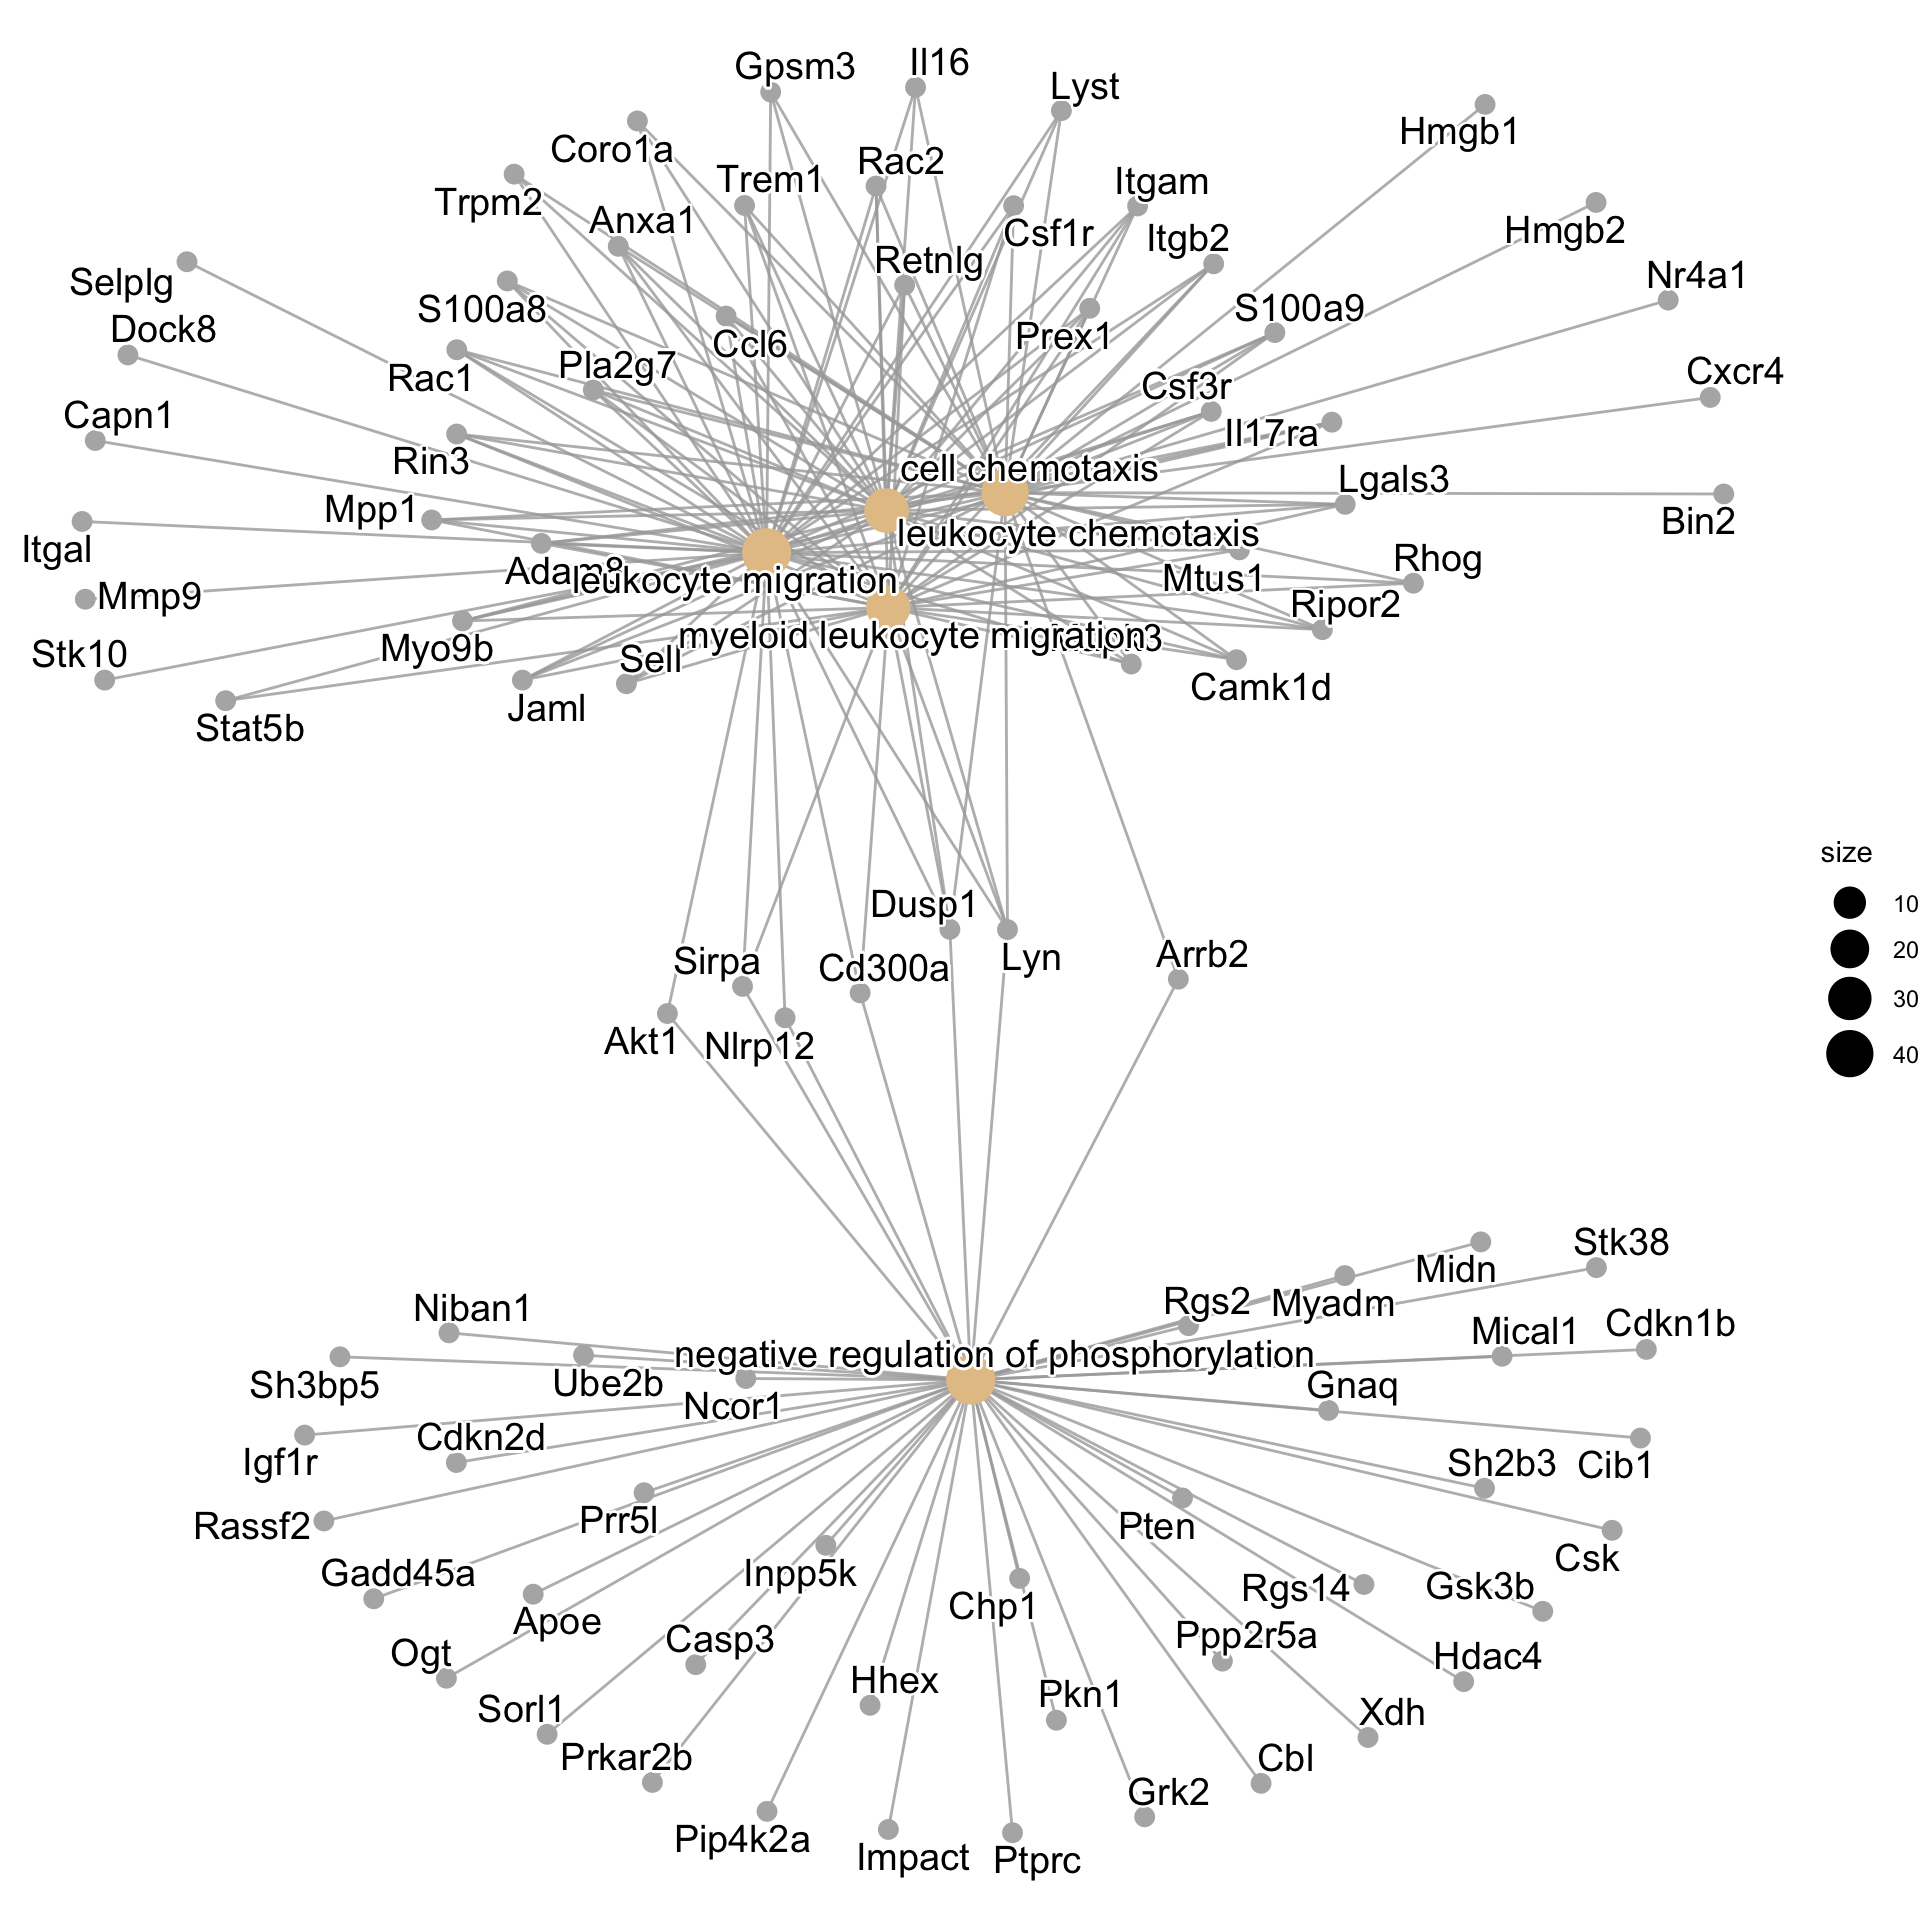 Gpsm3
Il16
Lyst
Hmgb1
Coro1a
Rac2
Trem1
Itgam
Trpm2
Anxa1
Csf1r
Itgb2
Hmgb2
Retnlg
Nr4a1
Selplg
S100a8
S100a9
Dock8
Ccl6
Prex1
Pla2g7
Rac1
Csf3r
Cxcr4
Capn1
Il17ra
Rin3
cell chemotaxis
Lgals3
Mpp1
Bin2
leukocyte chemotaxis
Itgal
Rhog
Adam8
leukocyte migration
Mtus1
Mmp9
Ripor2
myeloid leukocyte migration
Myo9b
Stk10
Sell
Camk1d
Jaml
Stat5b
size
10
20
30
40
Dusp1
Arrb2
Lyn
Sirpa
Cd300a
Akt1
Nlrp12
Stk38
Midn
Rgs2
Myadm
Niban1
Mical1
Cdkn1b
negative regulation of phosphorylation
Sh3bp5
Ube2b
Gnaq
Ncor1
Cdkn2d
Igf1r
Sh2b3
Cib1
Rassf2
Prr5l
Pten
Csk
Gadd45a
Inpp5k
Rgs14
Gsk3b
Chp1
Apoe
Casp3
Ppp2r5a
Ogt
Hdac4
Hhex
Pkn1
Sorl1
Xdh
Prkar2b
Cbl
Grk2
Pip4k2a
Impact
Ptprc